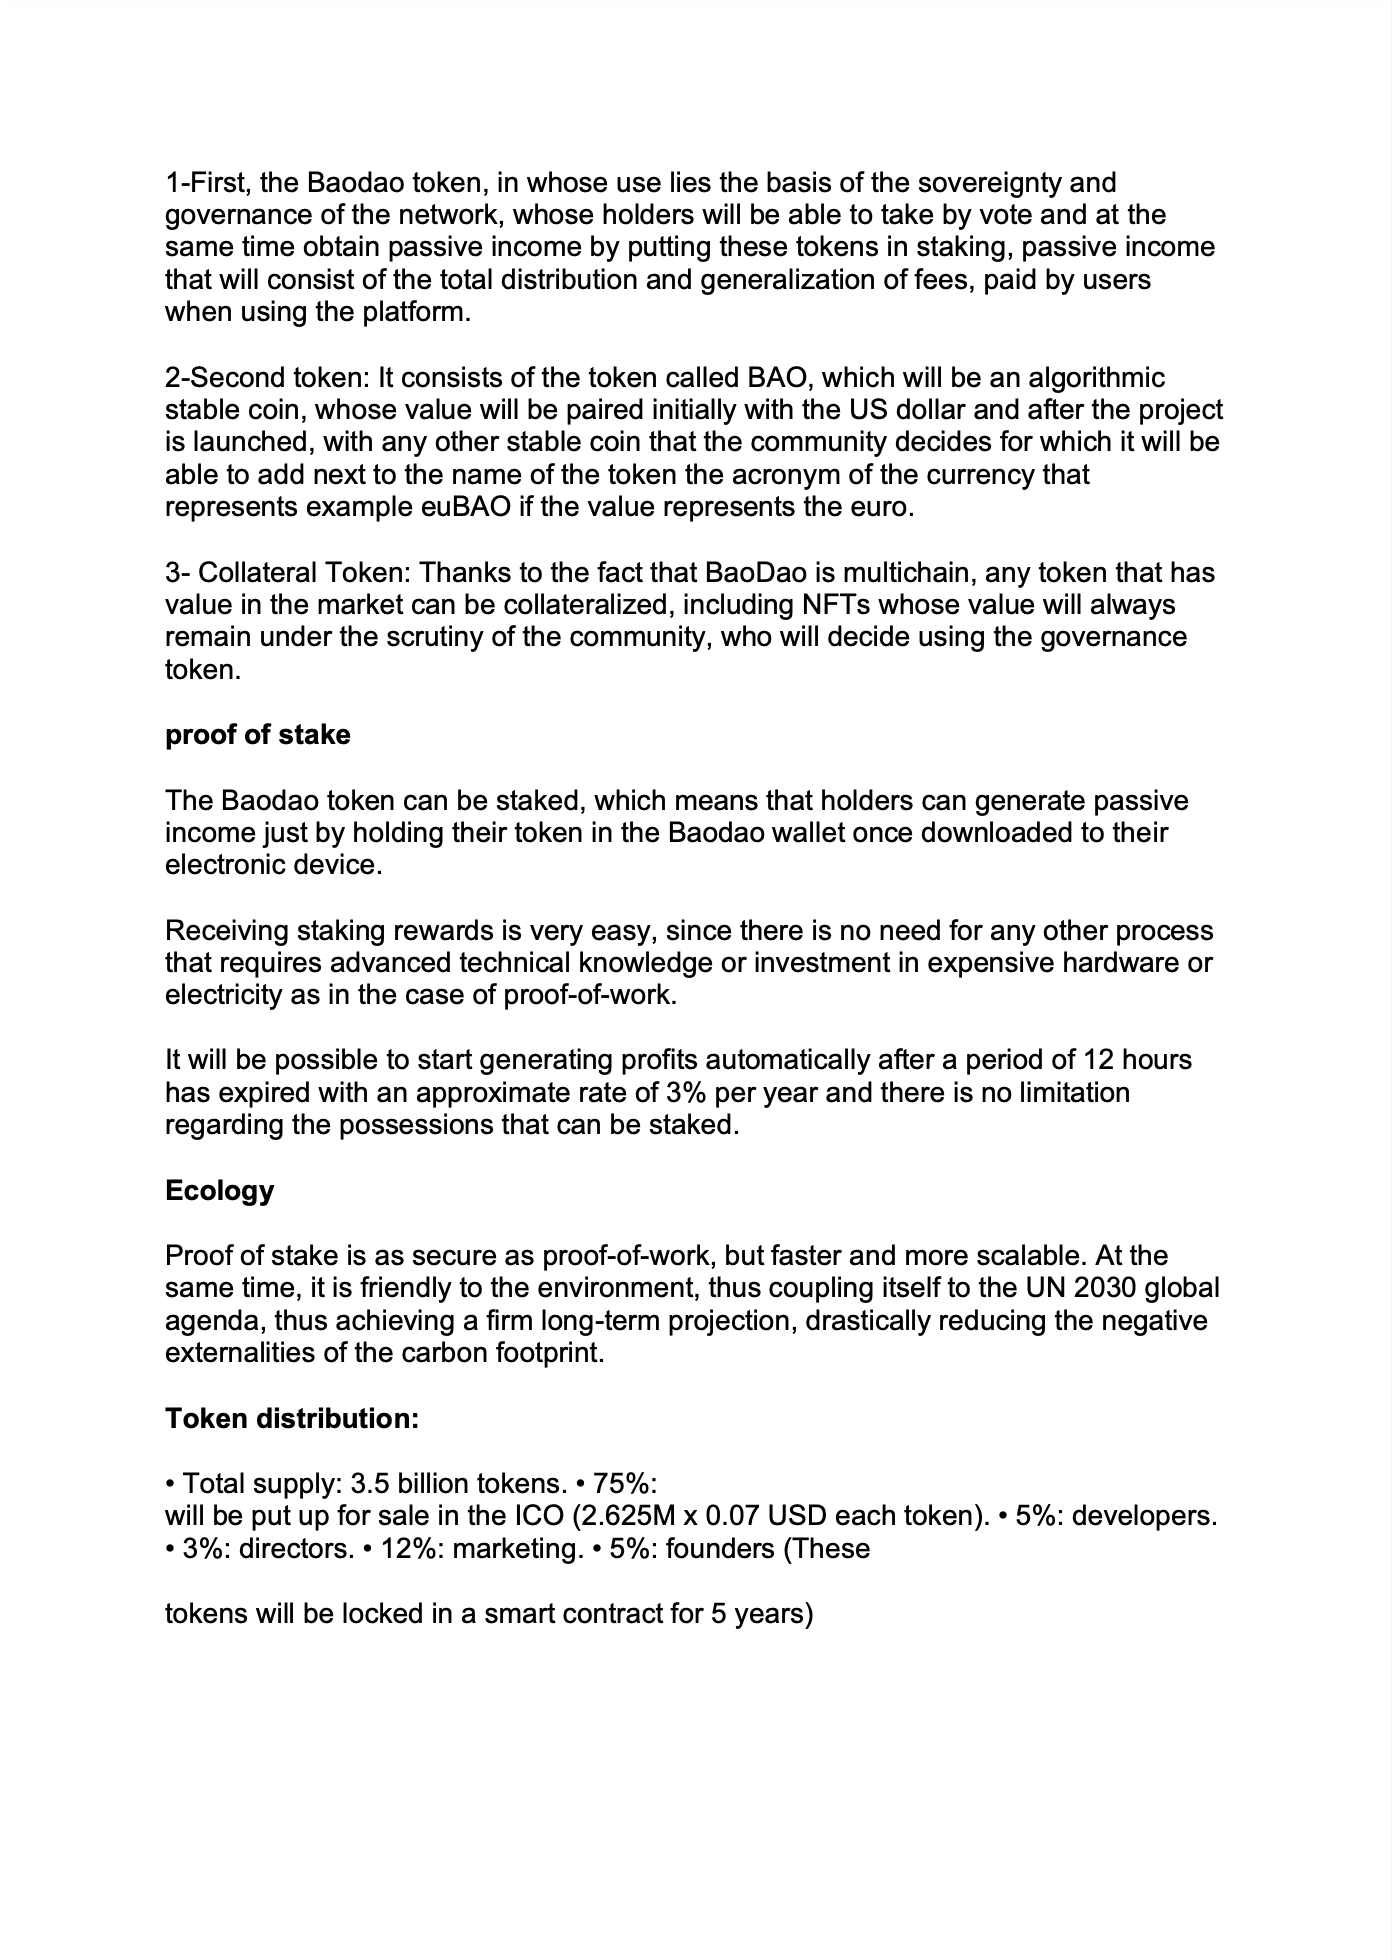 1-First, the Baodao token, in whose use lies the basis of the sovereignty and
governance of the network, whose holders will be able to take by vote and at the
same time obtain passive income by putting these tokens in staking, passive income
that will consist of the total distribution and generalization of fees, paid by users
when using the platform.
2-Second token: It consists of the token called BAO, which will be an algorithmic
stable coin, whose value will be paired initially with the US dollar and after the project
is launched, with any other stable coin that the community decides for which it will be
able to add next to the name of the token the acronym of the currency that
represents example euBAO if the value represents the euro.
3- Collateral Token: Thanks to the fact that BaoDao is multichain, any token that has
value in the market can be collateralized, including NFTs whose value will always
remain under the scrutiny of the community, who will decide using the governance
token.
proof of stake
The Baodao token can be staked, which means that holders can generate passive
income just by holding their token in the Baodao wallet once downloaded to their
electronic device.
Receiving staking rewards is very easy, since there is no need for any other process
that requires advanced technical knowledge or investment in expensive hardware or
electricity as in the case of proof-of-work.
It will be possible to start generating profits automatically after a period of 12 hours
has expired with an approximate rate of 3% per year and there is no limitation
regarding the possessions that can be staked.
Ecology
Proof of stake is as secure as proof-of-work, but faster and more scalable. At the
same time, it is friendly to the environment, thus coupling itself to the UN 2030 global
agenda, thus achieving a firm long-term projection, drastically reducing the negative
externalities of the carbon footprint.
Token distribution:
• Total supply: 3.5 billion tokens. • 75%:
will be put up for sale in the ICO (2.625M x 0.07 USD each token). • 5%: developers.
• 3%: directors. • 12%: marketing. • 5%: founders (These
tokens will be locked in a smart contract for 5 years)